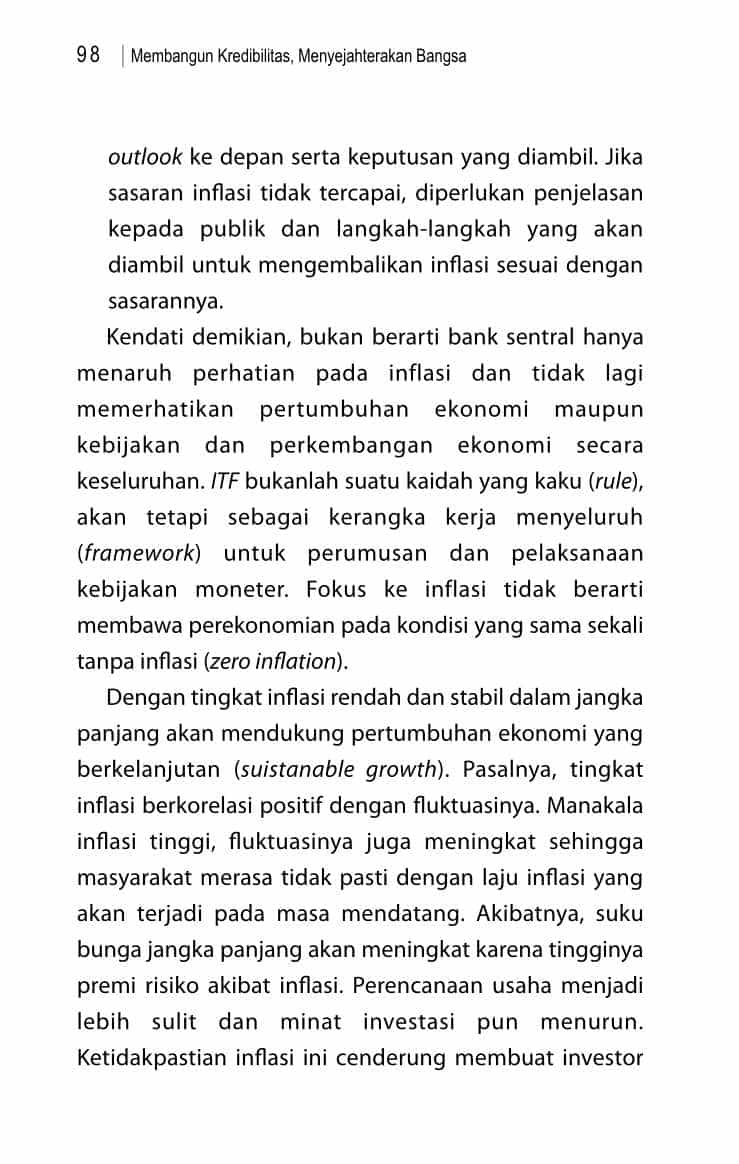 98 | Membangun Kredibilitas, Menyejahterakan Bangsa
outlook ke depan serta keputusan yang diambil. Jika
sasaran inflasi tidak tercapai, diperlukan penjelasan
kepada publik dan langkah-langkah yang akan
diambil untuk mengembalikan inflasi sesuai dengan
sasarannya.
Kendati demikian, bukan berarti bank sentral hanya
menaruh perhatian pada inflasi dan tidak lagi
memerhatikan pertumbuhan ekonomi maupun
kebijakan dan perkembangan ekonomi secara
keseluruhan. ITF bukanlah suatu kaidah yang kaku (rule),
akan tetapi sebagai kerangka kerja menyeluruh
(framework) untuk perumusan dan pelaksanaan
kebijakan moneter. Fokus ke inflasi tidak berarti
membawa perekonomian pada kondisi yang sama sekali
tanpa inflasi (zero inflation).
Dengan tingkat inflasi rendah dan stabil dalam jangka
panjang akan mendukung pertumbuhan ekonomi yang
berkelanjutan (suistanable growth). Pasalnya, tingkat
inflasi berkorelasi positif dengan fluktuasinya. Manakala
inflasi tinggi, fluktuasinya juga meningkat sehingga
masyarakat merasa tidak pasti dengan laju inflasi yang
akan terjadi pada masa mendatang. Akibatnya, suku
bunga jangka panjang akan meningkat karena tingginya
premi risiko akibat inflasi. Perencanaan usaha menjadi
lebih sulit dan minat investasi pun menurun.
Ketidakpastian inflasi ini cenderung membuat investor